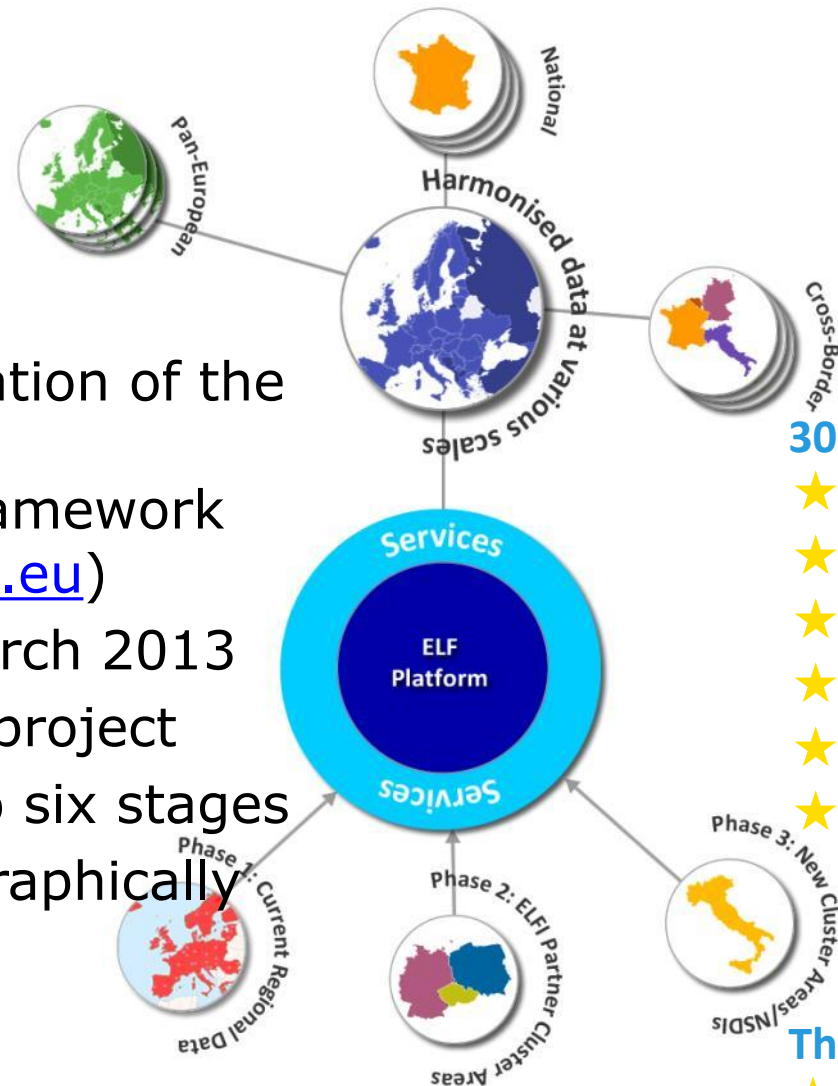 National
Pan-European
Harmonised data at various scales
Cross-Border
ation of the
30
amework
.eu)
Services
ELF
Platform
rch 2013
project
Services
o six stages
raphically
Phase 1: Current Regional Data
Phase 2: ELFI Partner Cluster Areas
Phase 3: New Cluster Areas/NSDIs
Th